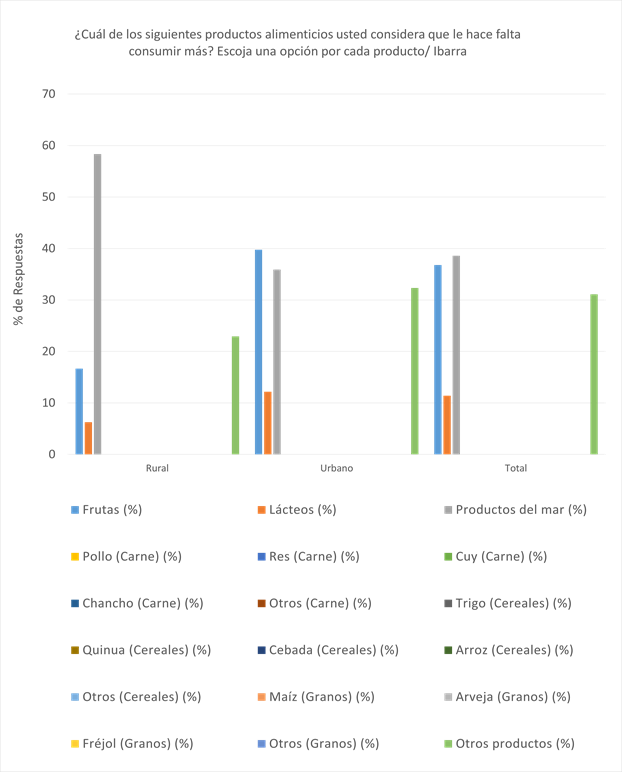 ¿Cuál de los siguientes productos alimenticios usted considera que le hace falta
consumir más? Escoja una opción por cada producto/ Ibarra
70
60
50
40
30
20
10
0
% de Respuestas
Rural Urbano Total
Frutas (%) Lácteos (%) Productos del mar (%)
Pollo (Carne) (%) Res (Carne) (%) Cuy (Carne) (%)
Chancho (Carne) (%) Otros (Carne) (%) Trigo (Cereales) (%)
Quinua (Cereales) (%) Cebada (Cereales) (%) Arroz (Cereales) (%)
Otros (Cereales) (%) Maíz (Granos) (%) Arveja (Granos) (%)
Fréjol (Granos) (%) Otros (Granos) (%) Otros productos (%)